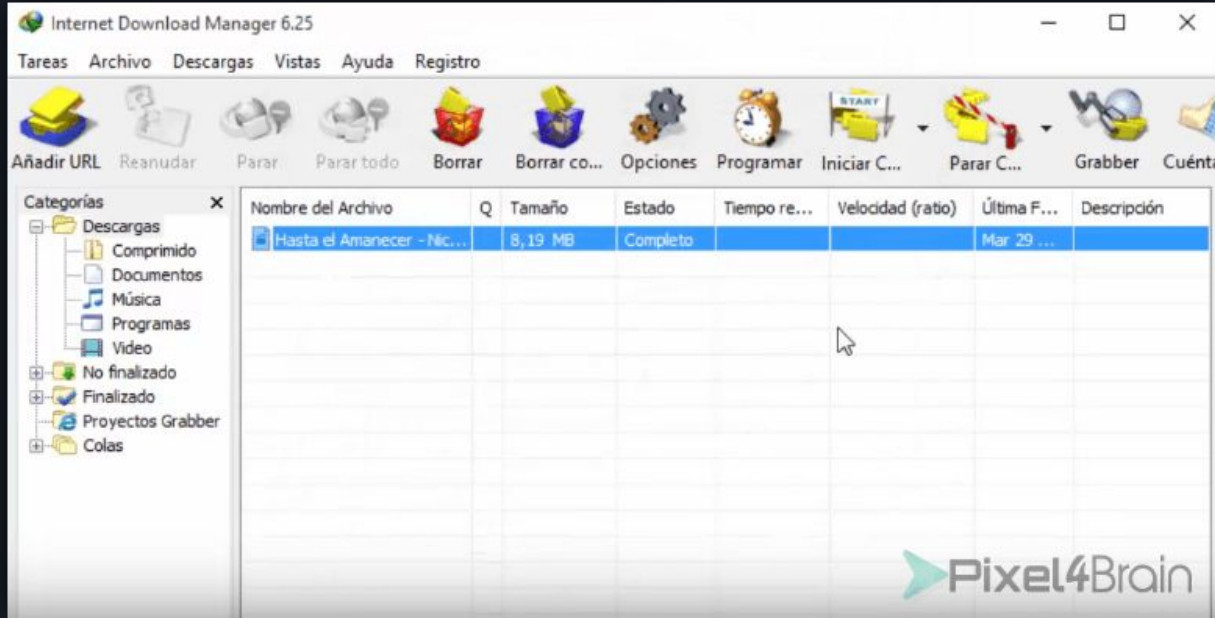 Internet Download Manager 6.25
Tareas Archivo Descargas Vistas Ayuda Registro
START
Añadir URL Reanudar Parar Parar todo Borrar Borrar co... Opciones Programar Iniciar C... Parar C... Grabber Cuénta
Categorías
Nombre del Archivo Q Tamaño Estado Tiempo re... Velocidad (ratio) Última F... Descripción
Descargas
Hasta el Amanecer - Nic... 8,19 MB Completo Mar 29 ...
Comprimido
Documentos
Música
Programas
Video
No finalizado
Finalizado
Proyectos Grabber
Colas
Pixel4Brain